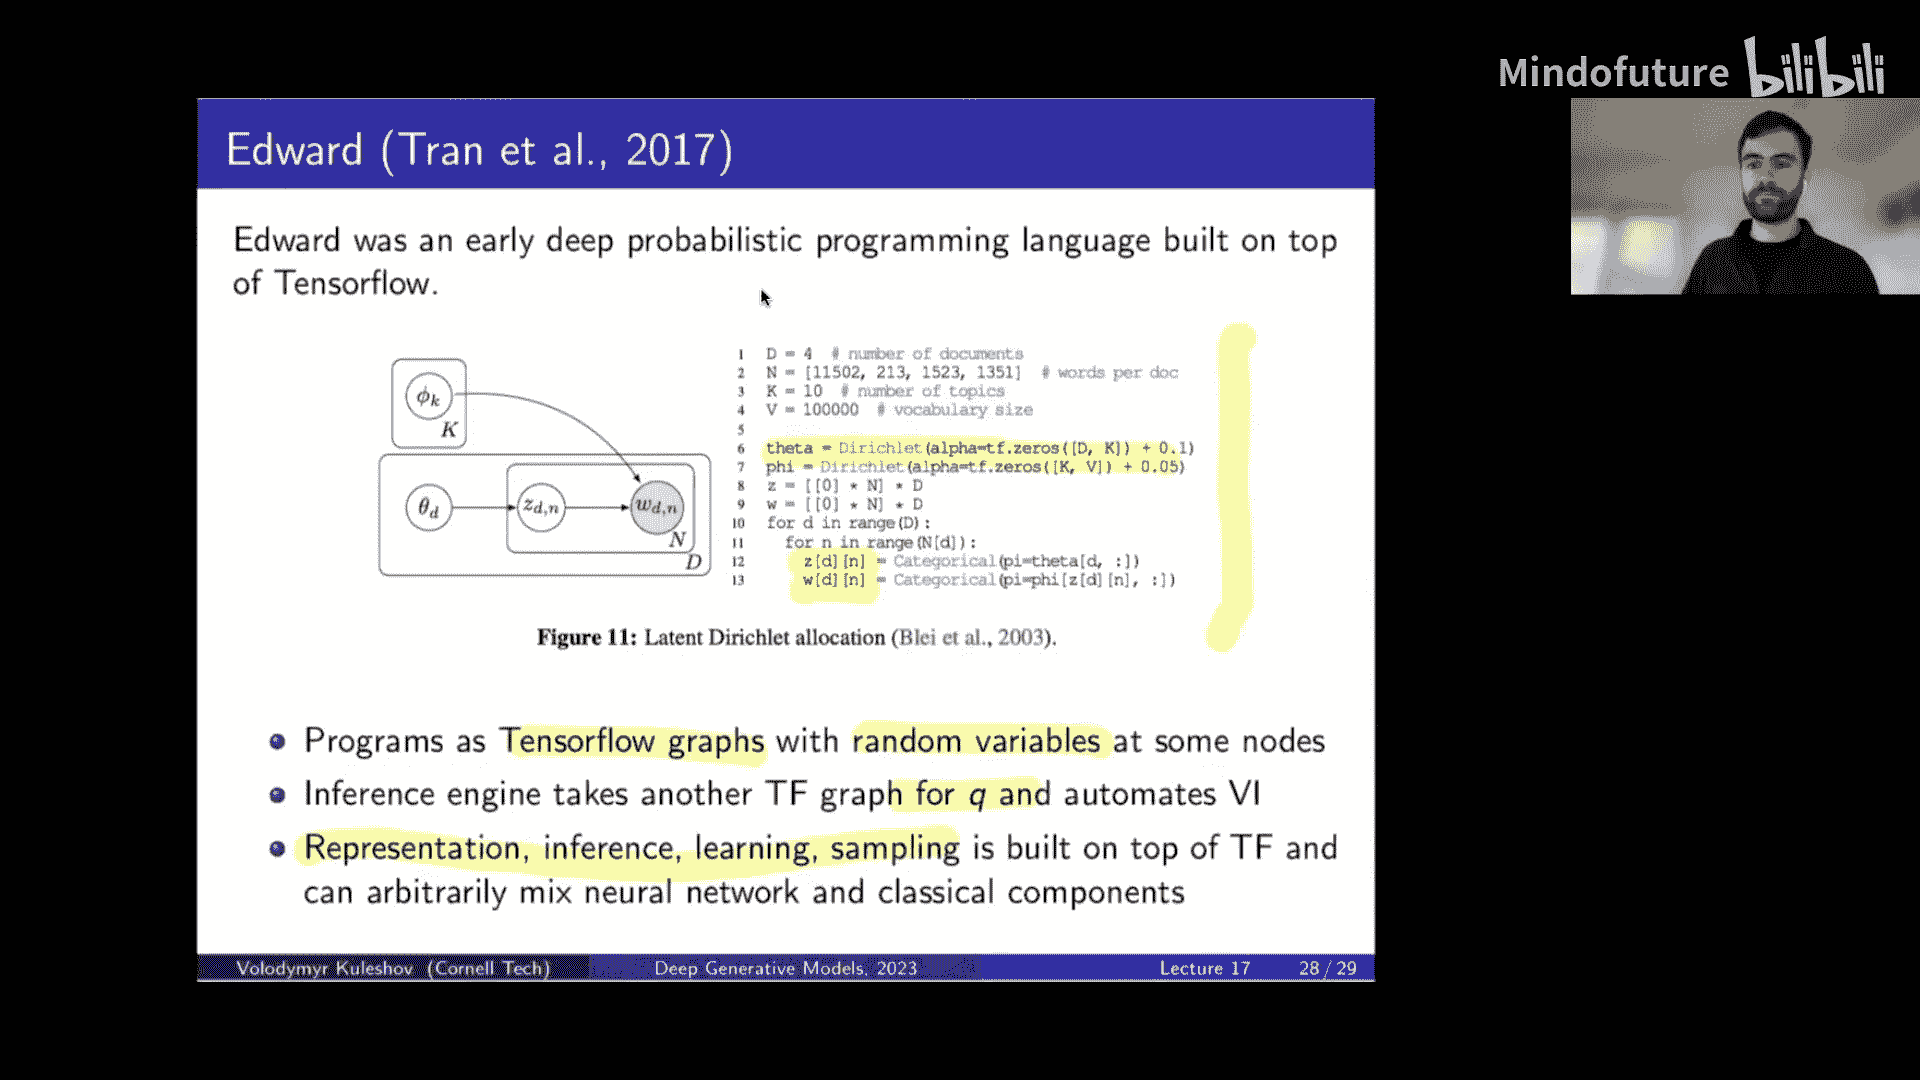 Mindofuture bilibili
Edward (Tran et al., 2017)
Edward was an early deep probabilistic programming language built on top
of Tensorflow.
ϕk
K
θd
zd,n
wd,n
N
D
1 D = 4 # number of documents
2 N = [11502, 213, 1523, 1351] # words per doc
3 K = 10 # number of topics
4 V = 100000 # vocabulary size
5
6 theta = Dirichlet(alpha=tf.zeros([D, K]) + 0.1)
7 phi = Dirichlet(alpha=tf.zeros([K, V]) + 0.05)
8 z = [[0] * N] * D
9 w = [[0] * N] * D
10 for d in range(D):
11 for n in range(N[d]):
12 z[d][n] = Categorical(pi=theta[d, :])
13 w[d][n] = Categorical(pi=phi[z[d][n], :])
Figure 11: Latent Dirichlet allocation (Blei et al., 2003).
Programs as Tensorflow graphs with random variables at some nodes
Inference engine takes another TF graph for q and automates VI
Representation, inference, learning, sampling is built on top of TF and
can arbitrarily mix neural network and classical components
Volodymyr Kuleshov (Cornell Tech) Deep Generative Models, 2023 Lecture 17 28 / 29